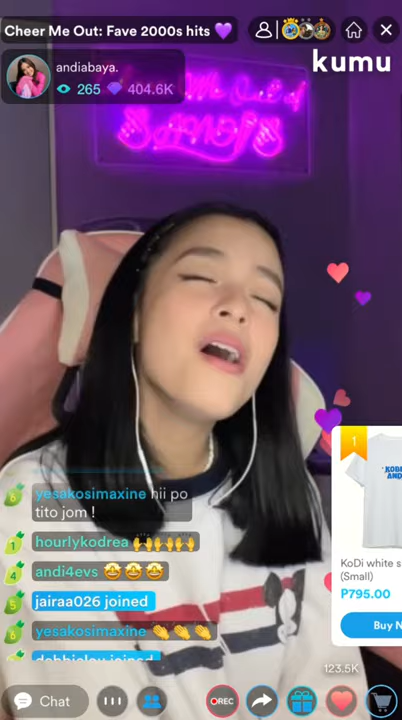 Cheer Me Out: Fave 2000s hits 💜
kumu
andiabaya.
265 404.6K
yesakosimaxine hii po
tito jom !
hourlykodrea 🙌🙌🙌🙌
andi4evs 🤩🤩🤩
jairaa026 joined
yesakosimaxine 👏👏👏
1
KoDi white s
(Small)
₱795.00
Buy N
123.5K
Chat
REC